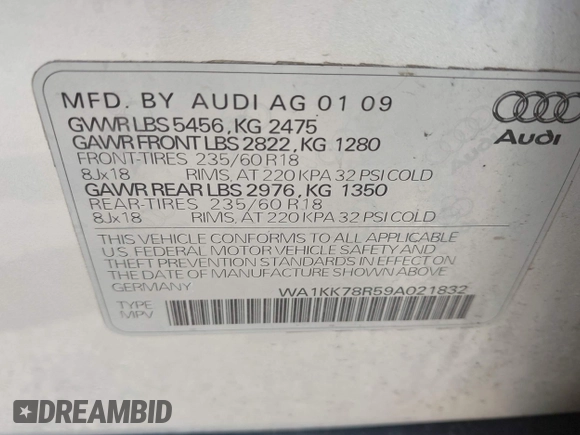 MFD. BY AUDI AG 01 09
GVWR LBS 5456, KG 2475
GAWR FRONT LBS 2822, KG 1280
FRONT-TIRES 235/60 R18
8Jx18 RIMS, AT 220 KPA 32 PSI COLD
GAWR REAR LBS 2976, KG 1350
REAR-TIRES 235/60 R18
8Jx18 RIMS, AT 220 KPA 32 PSI COLD
Audi
THIS VEHICLE CONFORMS TO ALL APPLICABLE
U.S. FEDERAL MOTOR VEHICLE SAFETY AND
THEFT PREVENTION STANDARDS IN EFFECT ON
THE DATE OF MANUFACTURE SHOWN ABOVE.
GERMANY WA1KK78R59A021832
TYPE
MPV
DREAMBID